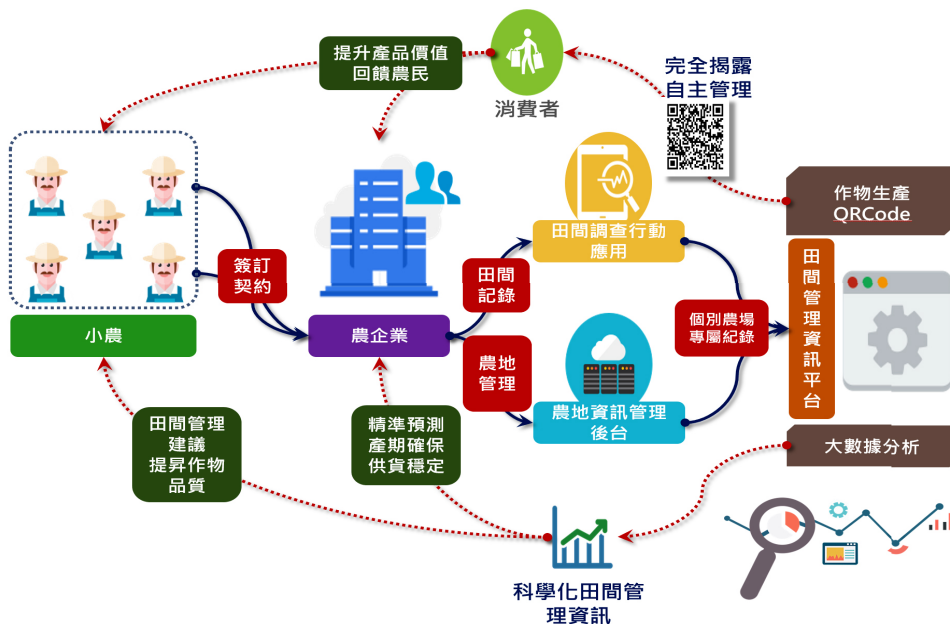 提升產品價值
回饋農民
消費者
完全揭露
自主管理
作物生產
QRCode
田間調查行動
應用
簽訂
契約
田間
記錄
田間管理資訊平台
個別農場
專屬紀錄
小農
農企業
農地
管理
農地資訊管理
後台
田間管理
建議
提昇作物
品質
精準預測
產期確保
供貨穩定
大數據分析
科學化田間管
理資訊